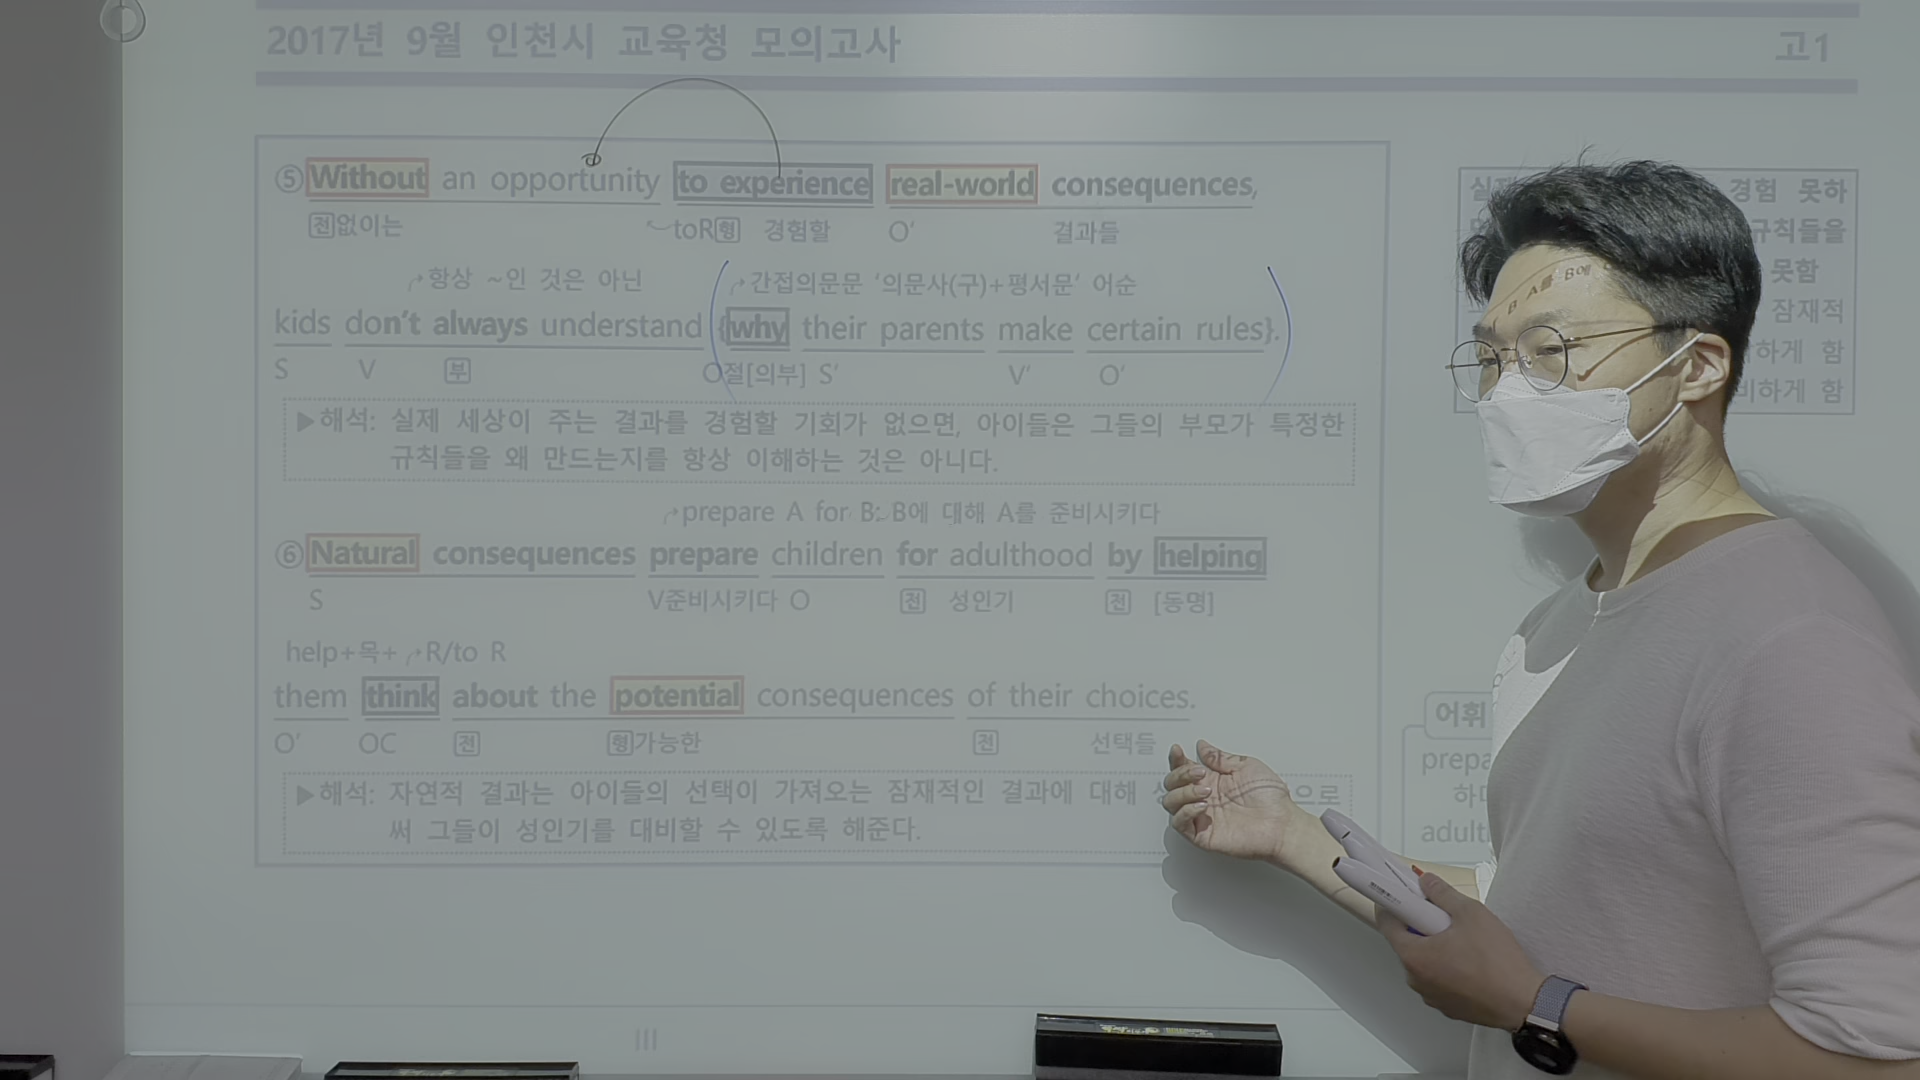 2017년 9월 인천시 교육청 모의고사
고1
⑤Without an opportunity to experience real-world consequences,
전없이는 toR형 경험할 O' 결과들
항상 ~인 것은 아닌 간접의문문 '의문사(구)+평서문' 어순
kids don't always understand {why their parents make certain rules}.
S V 부 O절[의부] S' V' O'
▶해석: 실제 세상이 주는 결과를 경험할 기회가 없으면, 아이들은 그들의 부모가 특정한
규칙들을 왜 만드는지를 항상 이해하는 것은 아니다.
prepare A for B: B에 대해 A를 준비시키다
⑥Natural consequences prepare children for adulthood by helping
S V준비시키다 O 전 성인기 전 [동명]
help+목+ R/to R
them think about the potential consequences of their choices.
O' OC 전 형가능한 전 선택들
▶해석: 자연적 결과는 아이들의 선택이 가져오는 잠재적인 결과에 대해 으로
써 그들이 성인기를 대비할 수 있도록 해준다.
경험 못하
규칙들을
못함
잠재적
하게 함
비하게 함
어휘
prepa
하다
adult